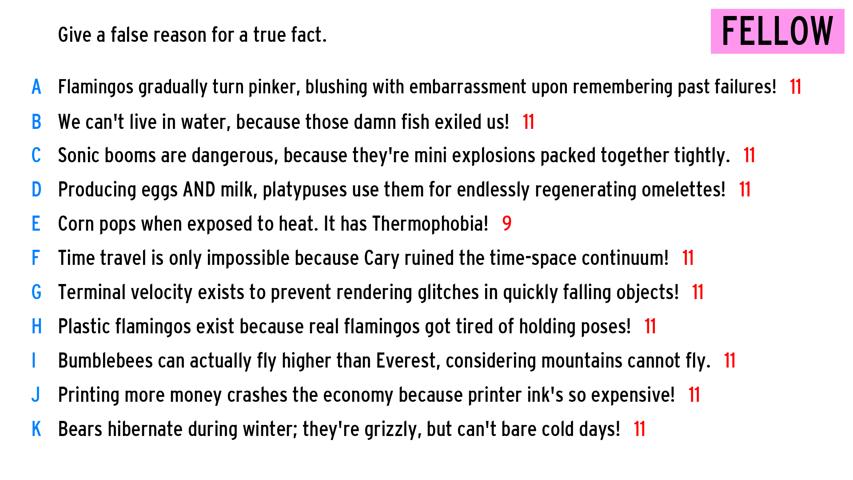 Give a false reason for a true fact.
FELLOW
A Flamingos gradually turn pinker, blushing with embarrassment upon remembering past failures! 11
B We can't live in water, because those damn fish exiled us! 11
C Sonic booms are dangerous, because they're mini explosions packed together tightly. 11
D Producing eggs AND milk, platypuses use them for endlessly regenerating omelettes! 11
E Corn pops when exposed to heat. It has Thermophobia! 9
F Time travel is only impossible because Cary ruined the time-space continuum! 11
G Terminal velocity exists to prevent rendering glitches in quickly falling objects! 11
H Plastic flamingos exist because real flamingos got tired of holding poses! 11
I Bumblebees can actually fly higher than Everest, considering mountains cannot fly. 11
J Printing more money crashes the economy because printer ink's so expensive! 11
K Bears hibernate during winter; they're grizzly, but can't bare cold days! 11